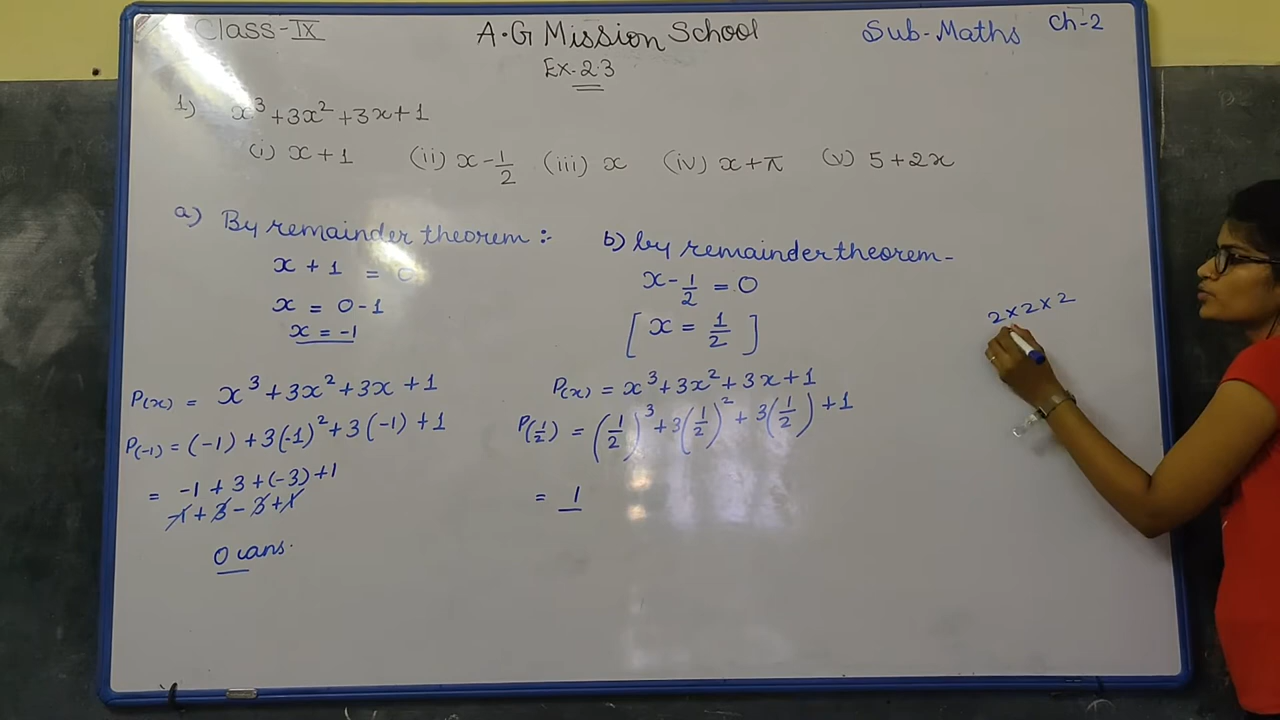 Class-IX A.G Mission School Sub-Maths Ch-2
Ex-2.3
1) x³+3x²+3x+1
(i) x+1 (ii) x-1/2 (iii) x (iv) x+π (v) 5+2x
a) By remainder theorem :-
x+1 = 0
x = 0-1
x = -1
P(x) = x³+3x²+3x+1
P(-1) = (-1)+3(-1)²+3(-1)+1
= -1+3+(-3)+1
-1+3-3+1
0 ans.
b) by remainder theorem-
x-1/2 = 0
[x = 1/2]
P(x) = x³+3x²+3x+1
P(1/2) = (1/2)³+3(1/2)²+3(1/2)+1
= 1
2×2×2